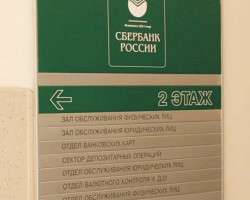 СБЕРБАНК
РОССИИ
2 ЭТАЖ
ЗАЛ ОБСЛУЖИВАНИЯ ФИЗИЧЕСКИХ ЛИЦ
ЗАЛ ОБСЛУЖИВАНИЯ ЮРИДИЧЕСКИХ ЛИЦ
ОТДЕЛ БАНКОВСКИХ КАРТ
СЕКТОР ДЕПОЗИТАРНЫХ ОПЕРАЦИЙ
ОТДЕЛ ОБСЛУЖИВАНИЯ ЮРИДИЧЕСКИХ ЛИЦ
ОТДЕЛ ВАЛЮТНОГО КОНТРОЛЯ И
ОТДЕЛ ОБСЛУЖИВАНИЯ ФИЗИЧЕСКИХ ЛИЦ